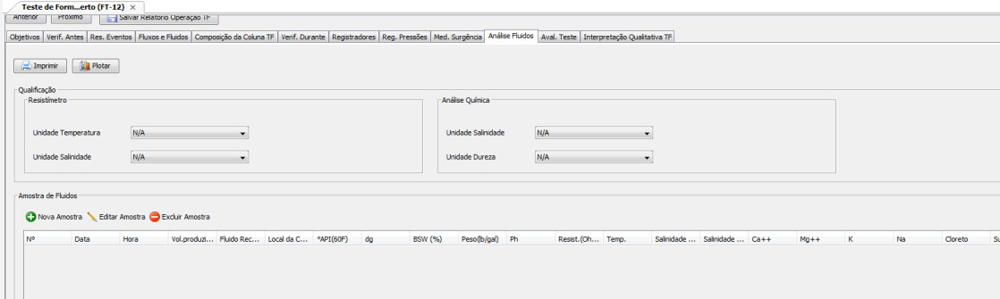 Teste de Form...erto (FT-12) ×
Anterior Próximo Salvar Relatório Operação TF
Objetivos Verif. Antes Res. Eventos Fluxos e Fluidos Composição da Coluna TF Verif. Durante Registradores Reg. Pressões Med. Surgência Análise Fluidos Aval. Teste Interpretação Qualitativa TF
Imprimir Plotar
Qualificação
Resistímetro Análise Química
Unidade Temperatura N/A Unidade Salinidade N/A
Unidade Salinidade N/A Unidade Dureza N/A
Amostra de Fluidos
Nova Amostra Editar Amostra Excluir Amostra
Nº Data Hora Vol.produzi... Fluido Rec... Local da C... ºAPI(60F) dg BSW (%) Peso(lb/gal) Ph Resist.(Oh... Temp. Salinidade ... Salinidade ... Ca++ Mg++ K Na Cloreto